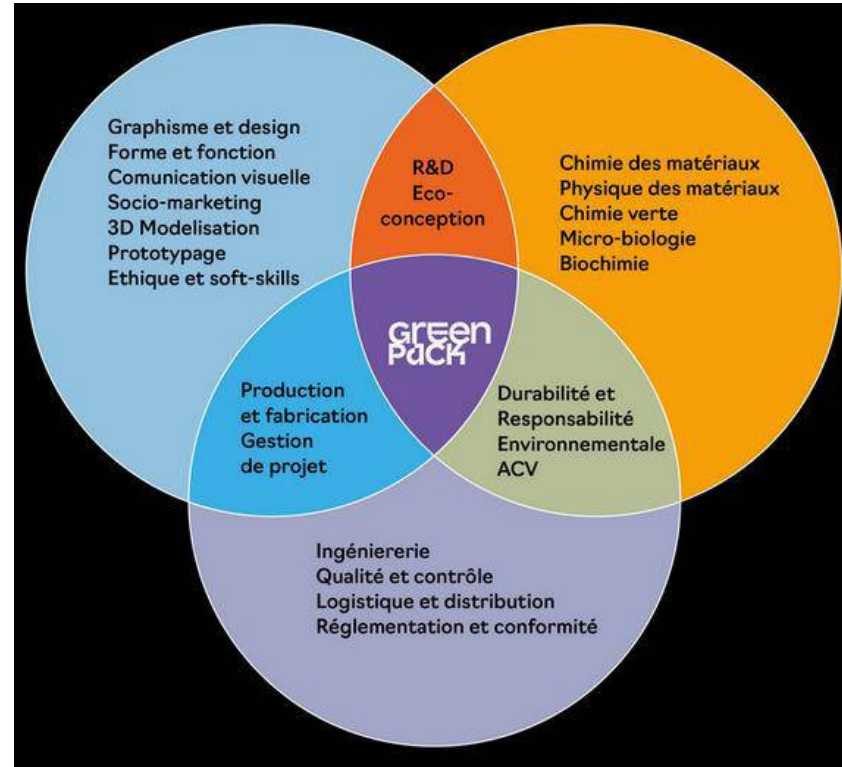 Graphisme et design
Forme et fonction
Comunication visuelle
Socio-marketing
3D Modelisation
Prototypage
Ethique et soft-skills
R&D
Eco-
conception
Chimie des matériaux
Physique des matériaux
Chimie verte
Micro-biologie
Biochimie
Green
Pack
Production
et fabrication
Gestion
de projet
Durabilité et
Responsabilité
Environnementale
ACV
Ingéniererie
Qualité et contrôle
Logistique et distribution
Réglementation et conformité